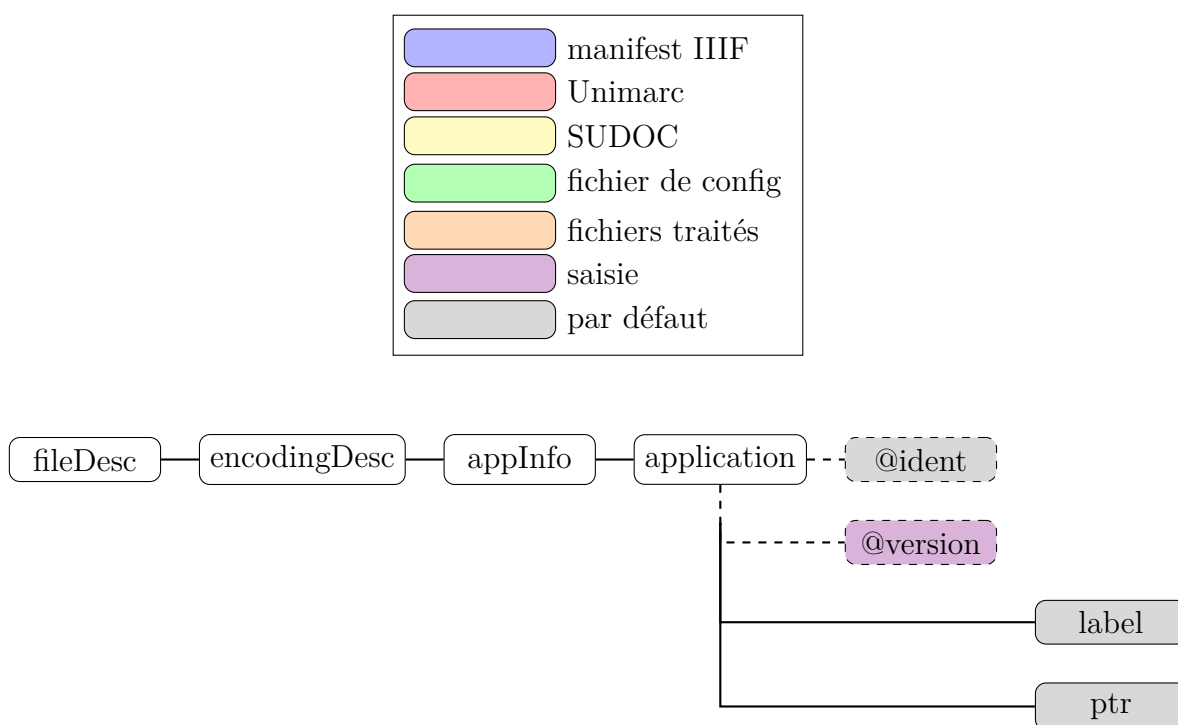 manifest IIIF
Unimarc
SUDOC
fichier de config
fichiers traités
saisie
par défaut
fileDesc encodingDesc appInfo application @ident
@version
label
ptr